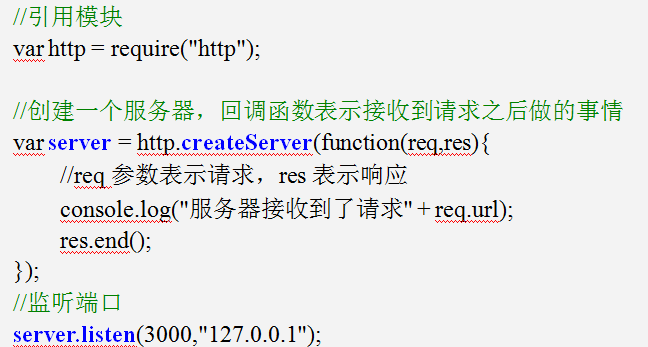 //引用模块
var http = require("http");
//创建一个服务器，回调函数表示接收到请求之后做的事情
var server = http.createServer(function(req,res){
//req 参数表示请求，res 表示响应
console.log("服务器接收到了请求" + req.url);
res.end();
});
//监听端口
server.listen(3000,"127.0.0.1");